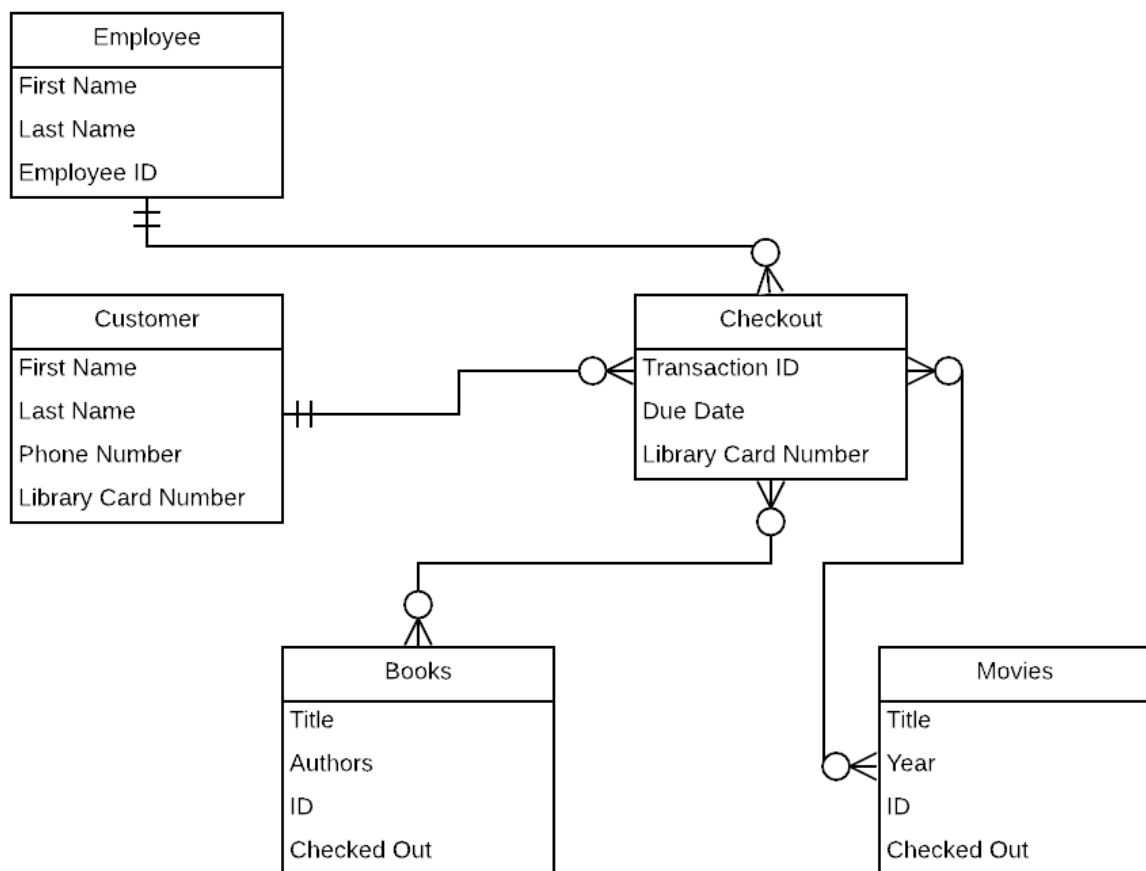 Employee
First Name
Last Name
Employee ID
Customer
First Name
Last Name
Phone Number
Library Card Number
Checkout
Transaction ID
Due Date
Library Card Number
Books
Title
Authors
ID
Checked Out
Movies
Title
Year
ID
Checked Out